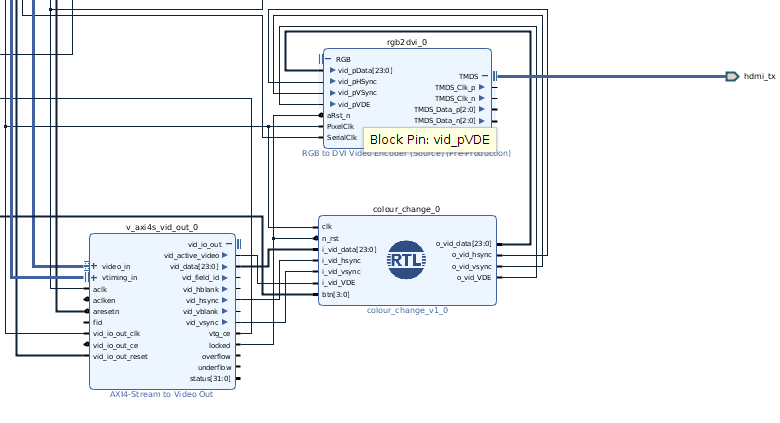 rgb2dvi_0
RGB
vid_pData[23:0]
vid_pHSync
vid_pVSync
vid_pVDE
aRst_n
PixelClk
SerialClk
TMDS
TMDS_Clk_p
TMDS_Clk_n
TMDS_Data_p[2:0]
TMDS_Data_n[2:0]
hdmi_tx
Block Pin: vid_pVDE
RGB to DVI Video Encoder (Source) (Pre-Production)
colour_change_0
clk
n_rst
i_vid_data[23:0]
i_vid_hsync
i_vid_vsync
i_vid_VDE
btn[3:0]
RTL
o_vid_data[23:0]
o_vid_hsync
o_vid_vsync
o_vid_VDE
colour_change_v1_0
v_axi4s_vid_out_0
video_in
vtiming_in
aclk
aclken
aresetn
fid
vid_io_out_clk
vid_io_out_ce
vid_io_out_reset
vid_io_out
vid_active_video
vid_data[23:0]
vid_field_id
vid_hblank
vid_hsync
vid_vblank
vid_vsync
vtg_ce
locked
overflow
underflow
status[31:0]
AXI4-Stream to Video Out